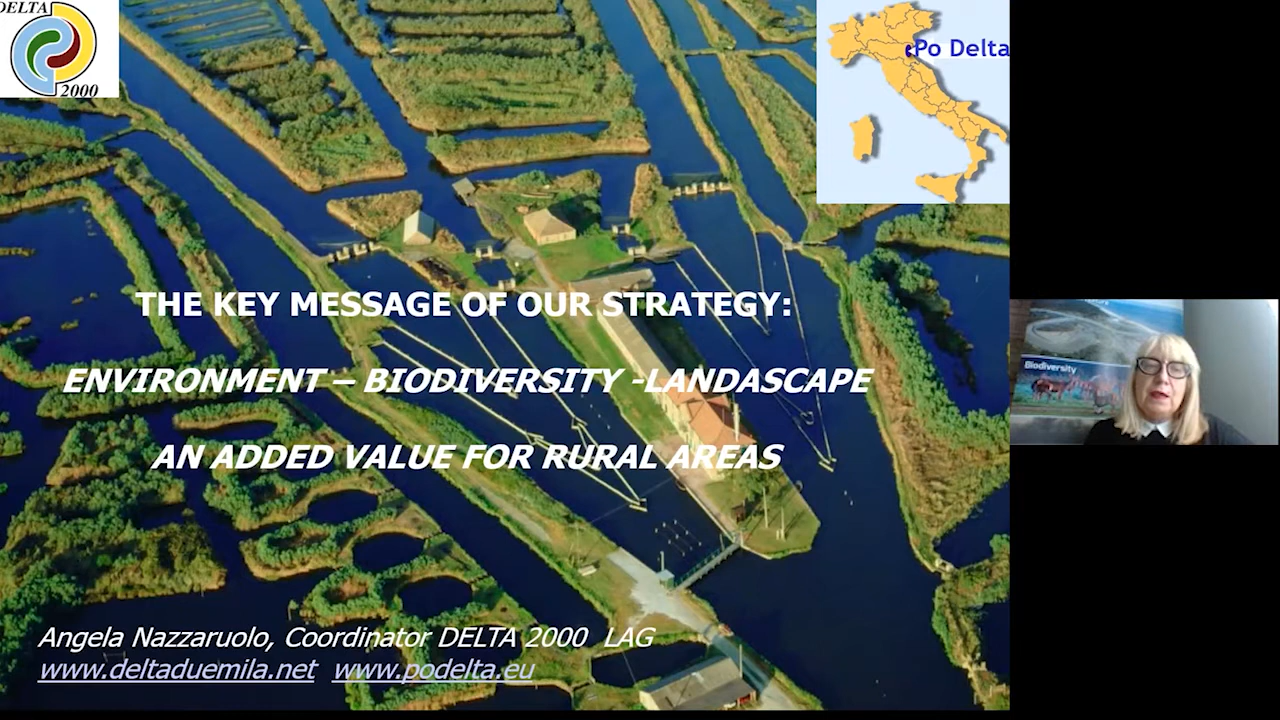 DELTA
2000
Po Delta
THE KEY MESSAGE OF OUR STRATEGY:
ENVIRONMENT – BIODIVERSITY -LANDASCAPE
AN ADDED VALUE FOR RURAL AREAS
Biodiversity
Angela Nazzaruolo, Coordinator DELTA 2000 LAG
www.deltaduemila.net www.podelta.eu